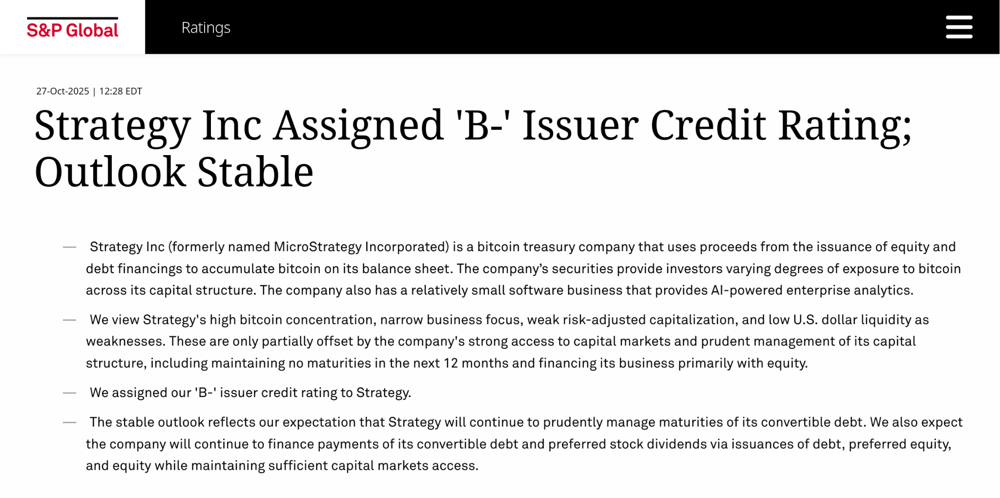 S&P Global
Ratings
27-Oct-2025 | 12:28 EDT
Strategy Inc Assigned 'B-' Issuer Credit Rating;
Outlook Stable
— Strategy Inc (formerly named MicroStrategy Incorporated) is a bitcoin treasury company that uses proceeds from the issuance of equity and
debt financings to accumulate bitcoin on its balance sheet. The company’s securities provide investors varying degrees of exposure to bitcoin
across its capital structure. The company also has a relatively small software business that provides AI-powered enterprise analytics.
— We view Strategy's high bitcoin concentration, narrow business focus, weak risk-adjusted capitalization, and low U.S. dollar liquidity as
weaknesses. These are only partially offset by the company's strong access to capital markets and prudent management of its capital
structure, including maintaining no maturities in the next 12 months and financing its business primarily with equity.
— We assigned our 'B-' issuer credit rating to Strategy.
— The stable outlook reflects our expectation that Strategy will continue to prudently manage maturities of its convertible debt. We also expect
the company will continue to finance payments of its convertible debt and preferred stock dividends via issuances of debt, preferred equity,
and equity while maintaining sufficient capital markets access.